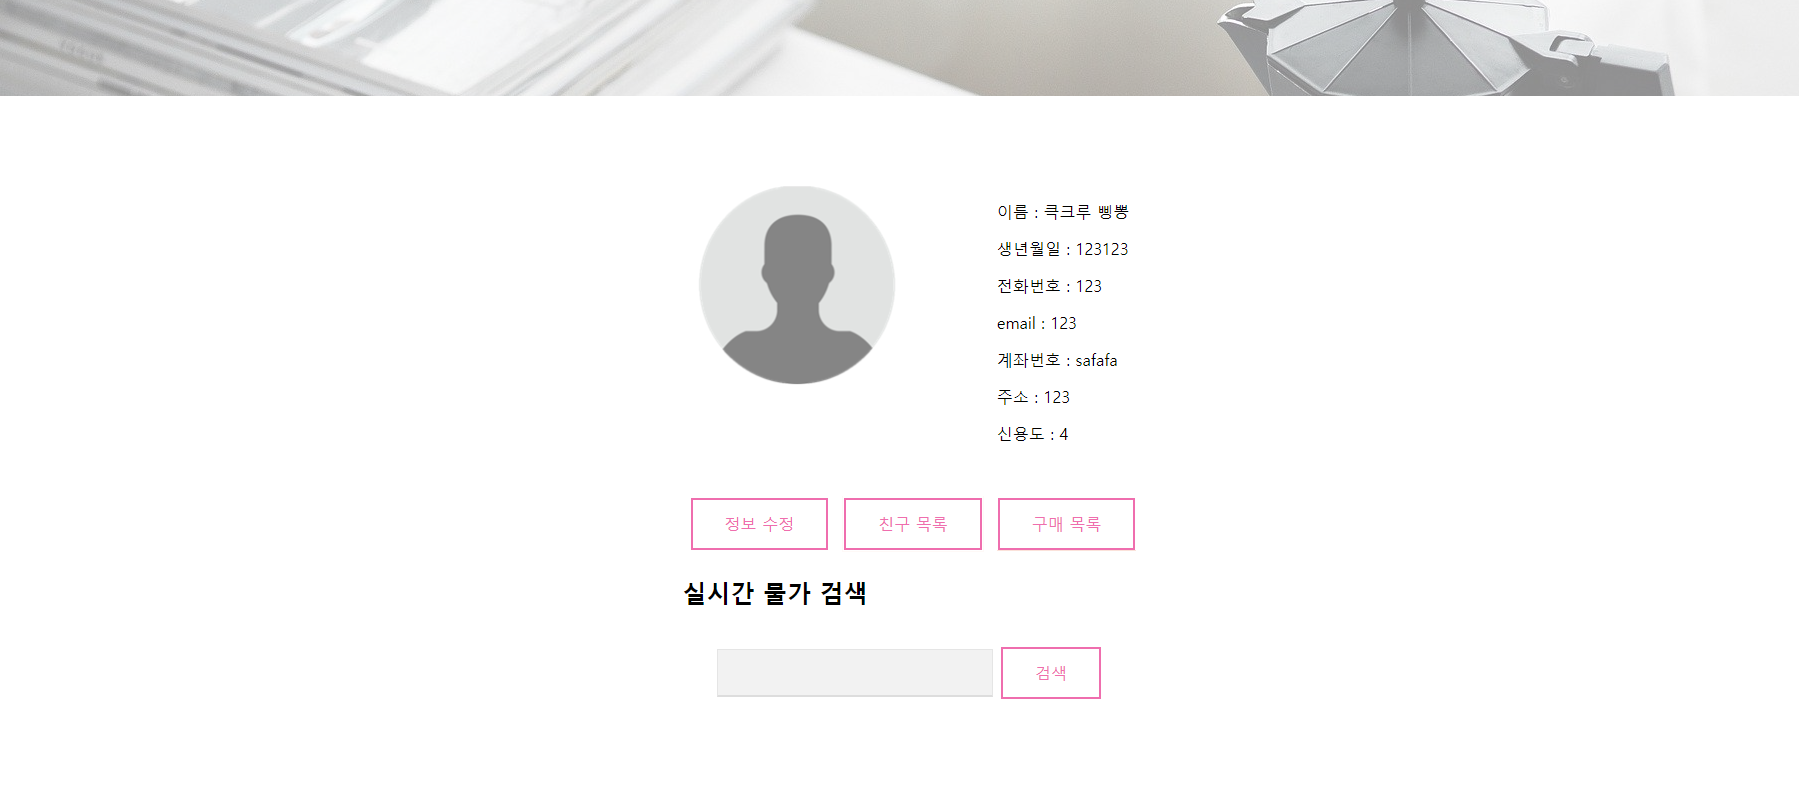 이름 : 큭크루 삥뽕
생년월일 : 123123
전화번호 : 123
email : 123
계좌번호 : safafa
주소 : 123
신용도 : 4
정보 수정
친구 목록
구매 목록
실시간 물가 검색
검색